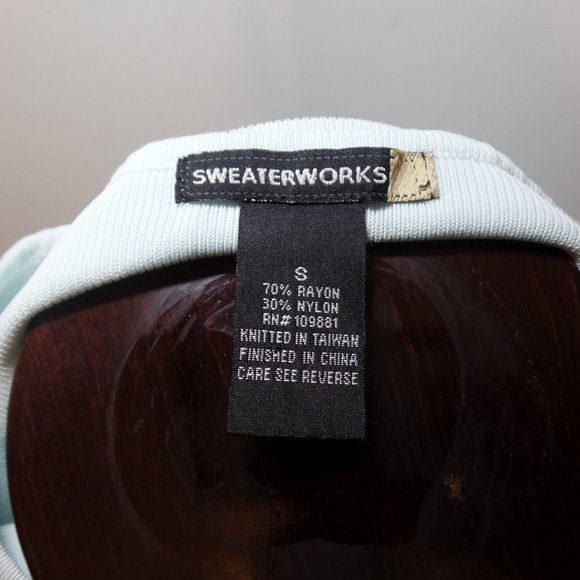 SWEATERWORKS
S
70% RAYON
30% NYLON
RN# 109881
KNITTED IN TAIWAN
FINISHED IN CHINA
CARE SEE REVERSE